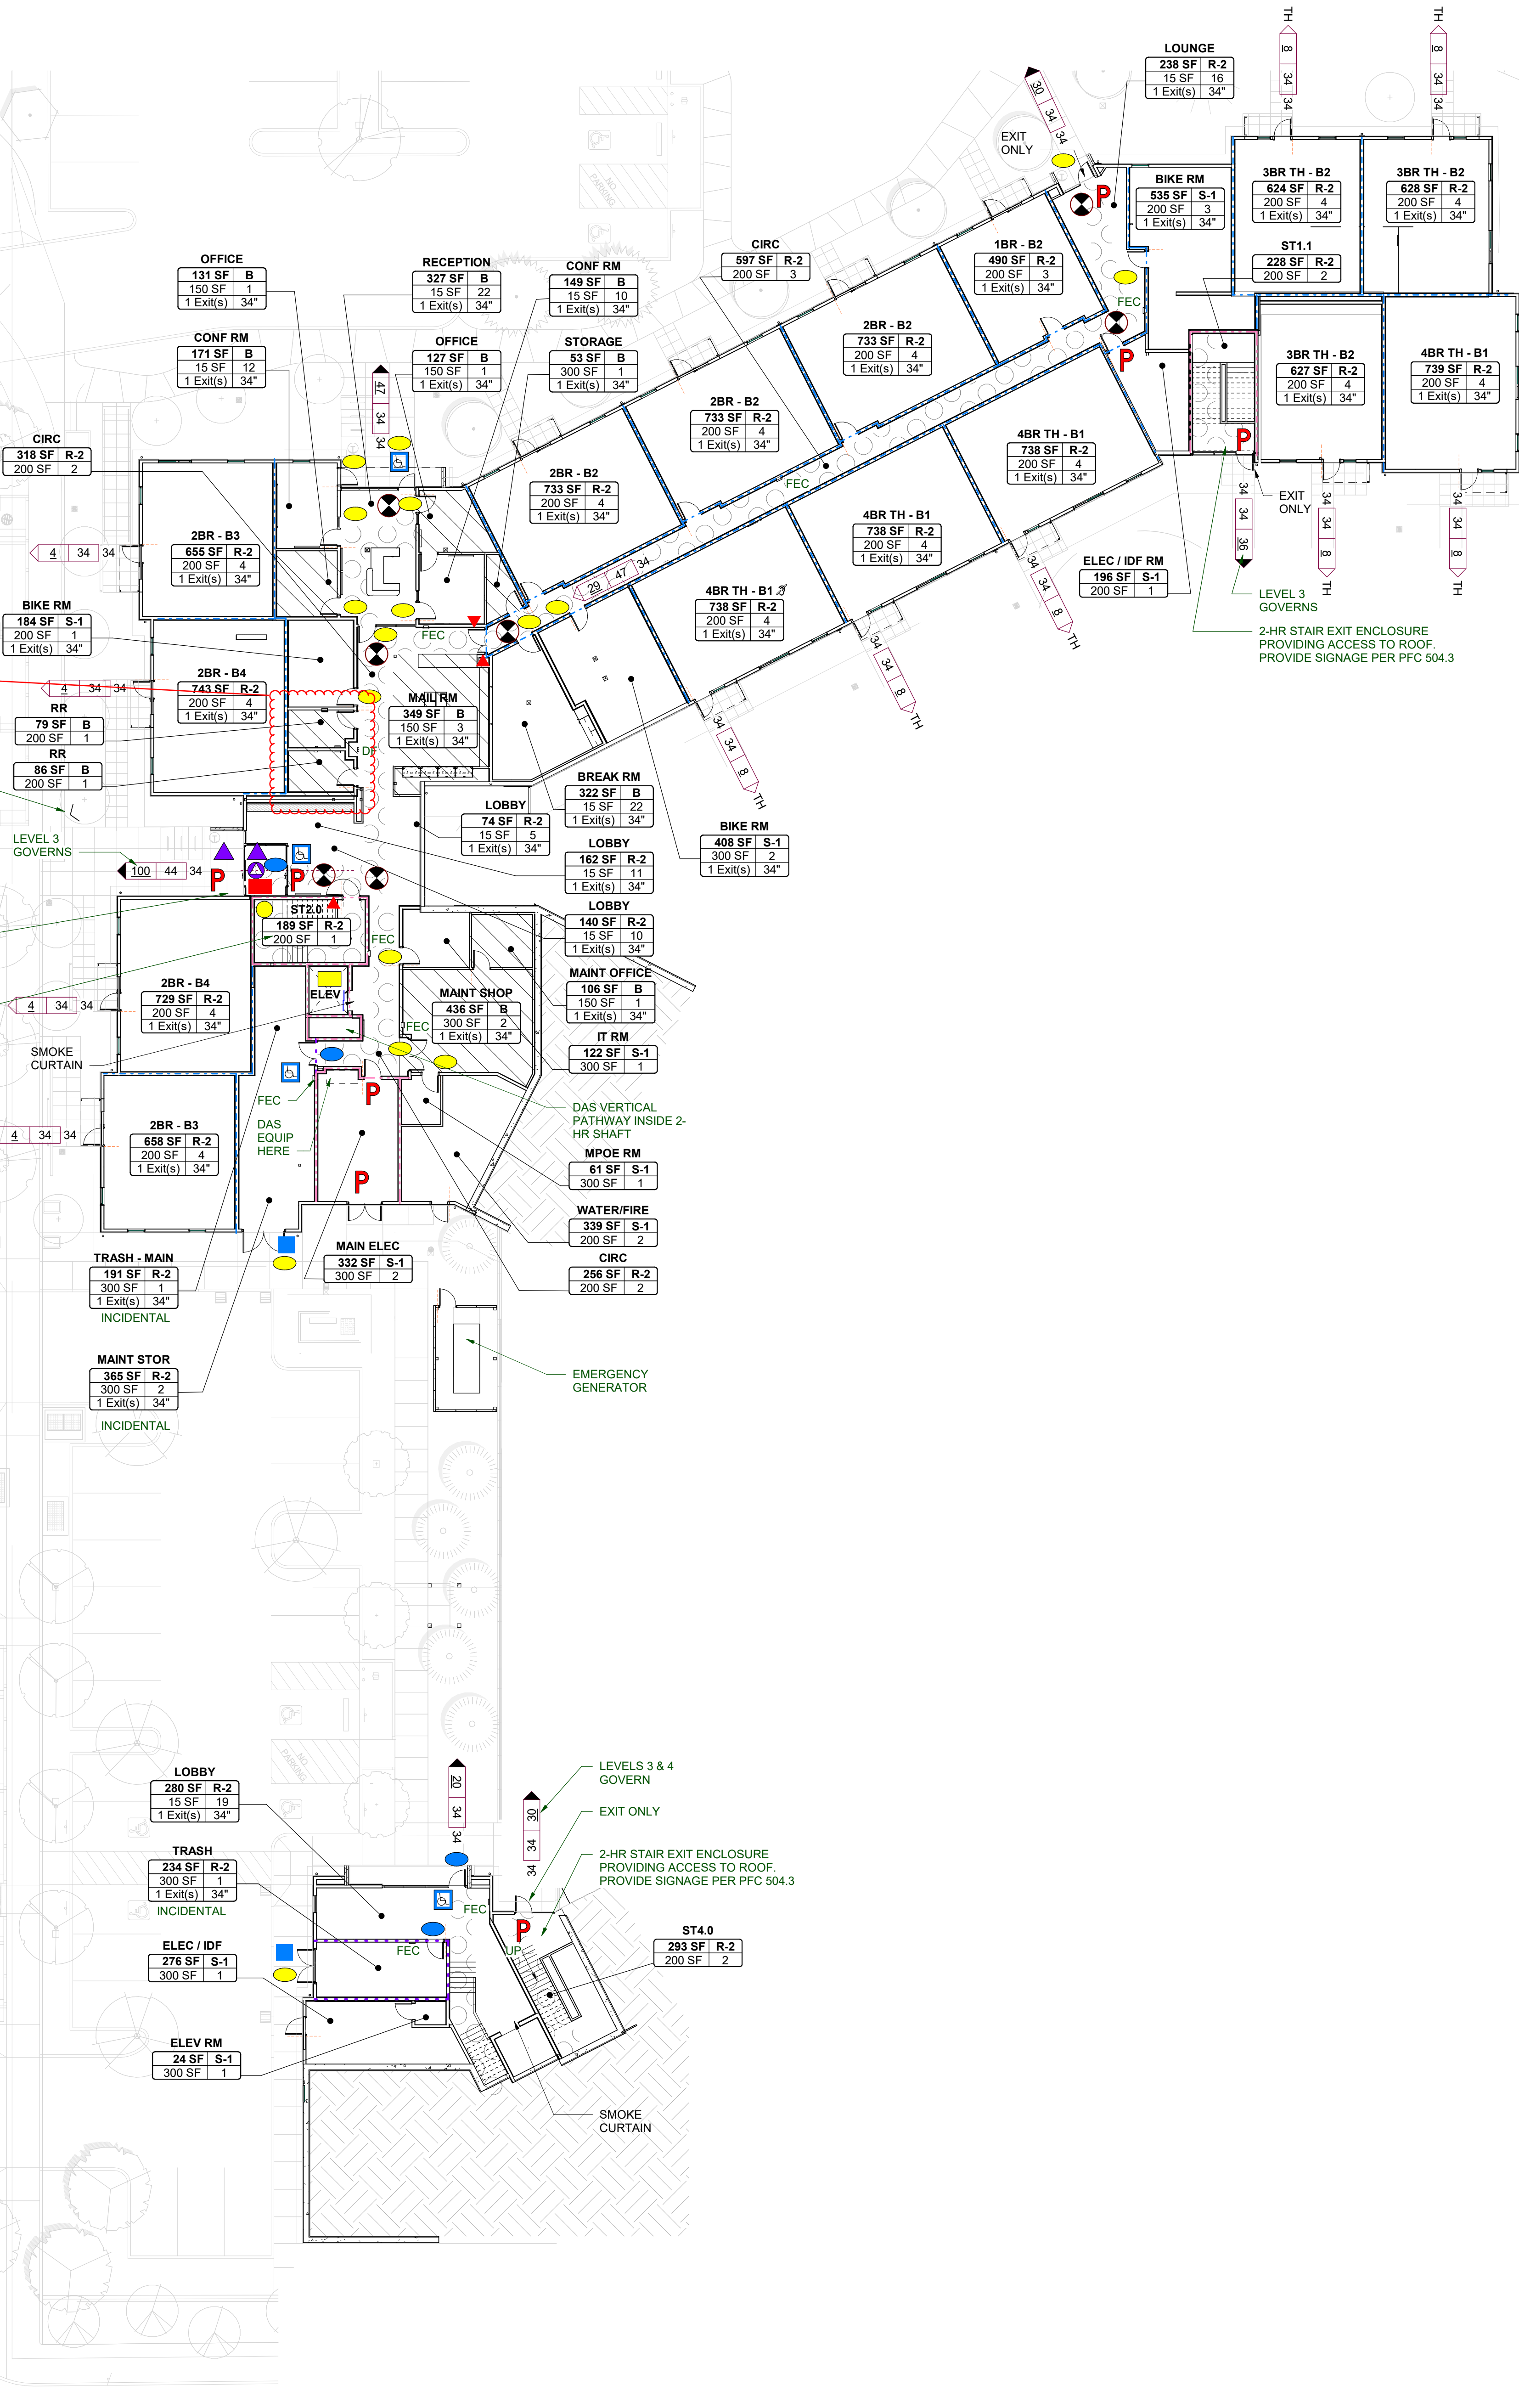 TH
8
34
34
TH
8
34
34
LOUNGE
238 SF R-2
15 SF 16
1 Exit(s) 34"
30
34
34
EXIT
ONLY
P
BIKE RM
535 SF S-1
200 SF 3
1 Exit(s) 34"
3BR TH - B2
624 SF R-2
200 SF 4
1 Exit(s) 34"
3BR TH - B2
628 SF R-2
200 SF 4
1 Exit(s) 34"
NO
PARKING
ST1.1
228 SF R-2
200 SF 2
OFFICE
131 SF B
150 SF 1
1 Exit(s) 34"
RECEPTION
327 SF B
15 SF 22
1 Exit(s) 34"
CONF RM
149 SF B
15 SF 10
1 Exit(s) 34"
CIRC
597 SF R-2
200 SF 3
1BR - B2
490 SF R-2
200 SF 3
1 Exit(s) 34"
FEC
P
CONF RM
171 SF B
15 SF 12
1 Exit(s) 34"
OFFICE
127 SF B
150 SF 1
1 Exit(s) 34"
STORAGE
53 SF B
300 SF 1
1 Exit(s) 34"
2BR - B2
733 SF R-2
200 SF 4
1 Exit(s) 34"
3BR TH - B2
627 SF R-2
200 SF 4
1 Exit(s) 34"
4BR TH - B1
739 SF R-2
200 SF 4
1 Exit(s) 34"
47
34
34
2BR - B2
733 SF R-2
200 SF 4
1 Exit(s) 34"
4BR TH - B1
738 SF R-2
200 SF 4
1 Exit(s) 34"
P
CIRC
318 SF R-2
200 SF 2
2BR - B2
733 SF R-2
200 SF 4
1 Exit(s) 34"
FEC
EXIT
ONLY
34
34
36
34
34
8
TH
34
34
8
TH
2BR - B3
655 SF R-2
200 SF 4
1 Exit(s) 34"
4 34 34
4BR TH - B1
738 SF R-2
200 SF 4
1 Exit(s) 34"
ELEC / IDF RM
196 SF S-1
200 SF 1
LEVEL 3
GOVERNS
2-HR STAIR EXIT ENCLOSURE
PROVIDING ACCESS TO ROOF.
PROVIDE SIGNAGE PER PFC 504.3
29 47 34
34
34
8
TH
BIKE RM
184 SF S-1
200 SF 1
1 Exit(s) 34"
4BR TH - B1
738 SF R-2
200 SF 4
1 Exit(s) 34"
FEC
34
34
8
TH
2BR - B4
743 SF R-2
200 SF 4
1 Exit(s) 34"
4 34 34
MAIL RM
349 SF B
150 SF 3
1 Exit(s) 34"
34
34
8
TH
RR
79 SF B
200 SF 1
RR
86 SF B
200 SF 1
BREAK RM
322 SF B
15 SF 22
1 Exit(s) 34"
LOBBY
74 SF R-2
15 SF 5
1 Exit(s) 34"
BIKE RM
408 SF S-1
300 SF 2
1 Exit(s) 34"
LEVEL 3
GOVERNS
100 44 34
P
P
LOBBY
162 SF R-2
15 SF 11
1 Exit(s) 34"
LOBBY
140 SF R-2
15 SF 10
1 Exit(s) 34"
ST2.0
189 SF R-2
200 SF 1
FEC
2BR - B4
729 SF R-2
200 SF 4
1 Exit(s) 34"
4 34 34
ELEV
MAINT SHOP
436 SF B
300 SF 2
1 Exit(s) 34"
MAINT OFFICE
106 SF B
150 SF 1
1 Exit(s) 34"
FEC
IT RM
122 SF S-1
300 SF 1
SMOKE
CURTAIN
FEC
P
DAS
EQUIP
HERE
DAS VERTICAL
PATHWAY INSIDE 2-
HR SHAFT
2BR - B3
658 SF R-2
200 SF 4
1 Exit(s) 34"
4 34 34
MPOE RM
61 SF S-1
300 SF 1
P
WATER/FIRE
339 SF S-1
200 SF 2
TRASH - MAIN
191 SF R-2
300 SF 1
1 Exit(s) 34"
INCIDENTAL
MAIN ELEC
332 SF S-1
300 SF 2
CIRC
256 SF R-2
200 SF 2
MAINT STOR
365 SF R-2
300 SF 2
1 Exit(s) 34"
INCIDENTAL
EMERGENCY
GENERATOR
NO
PARKING
LOBBY
280 SF R-2
15 SF 19
1 Exit(s) 34"
20
34
34
30
34
34
LEVELS 3 & 4
GOVERN
EXIT ONLY
2-HR STAIR EXIT ENCLOSURE
PROVIDING ACCESS TO ROOF.
PROVIDE SIGNAGE PER PFC 504.3
TRASH
234 SF R-2
300 SF 1
1 Exit(s) 34"
INCIDENTAL
FEC
P
FEC
UP
ST4.0
293 SF R-2
200 SF 2
ELEC / IDF
276 SF S-1
300 SF 1
ELEV RM
24 SF S-1
300 SF 1
SMOKE
CURTAIN